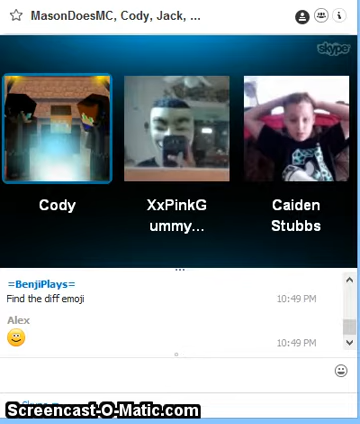 MasonDoesMC, Cody, Jack, ...
skype
Cody
XxPinkG
ummy...
Caiden
Stubbs
=BenjiPlays=
Find the diff emoji
10:49 PM
Alex
10:49 PM
Screencast-O-Matic.com